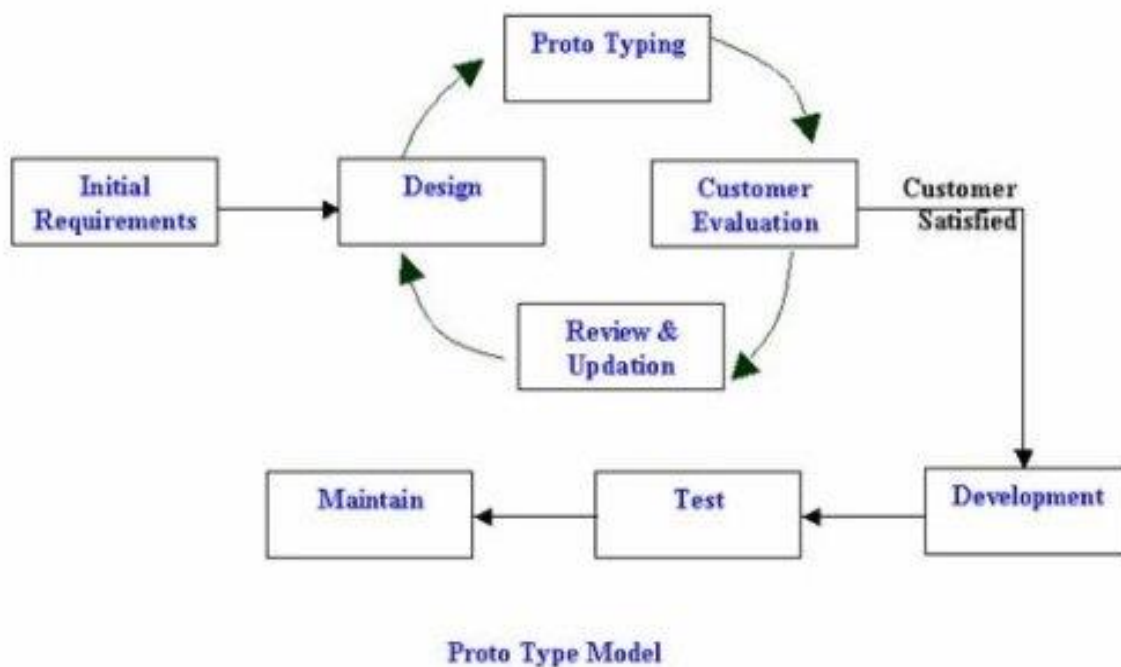 Proto Typing
Initial
Requirements
Design
Customer
Evaluation
Customer
Satisfied
Review &
Updation
Maintain
Test
Development
Proto Type Model